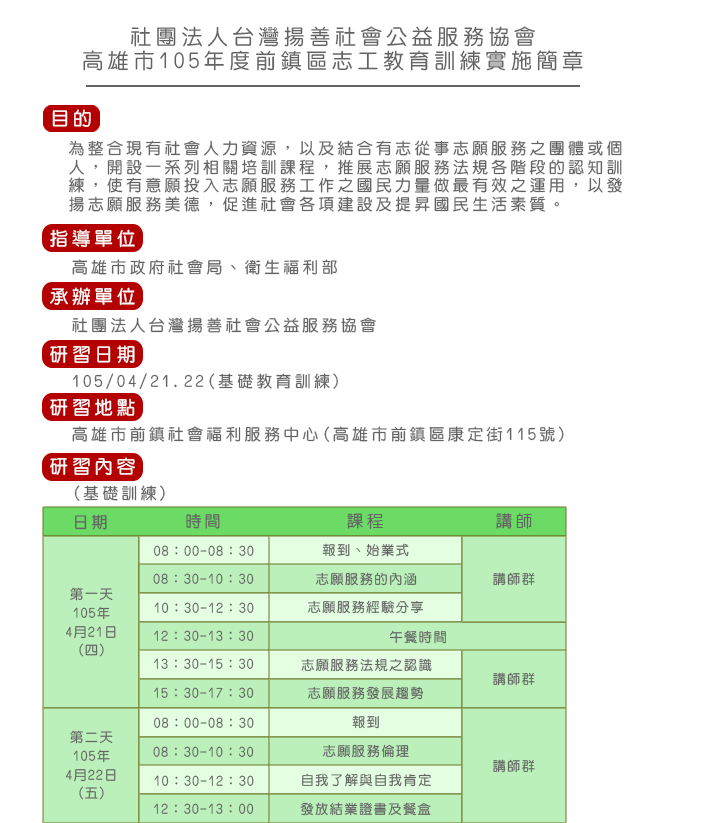 社團法人台灣揚善社會公益服務協會
高雄市105年度前鎮區志工教育訓練實施簡章
目的
為整合現有社會人力資源，以及結合有志從事志願服務之團體或個
人，開設一系列相關培訓課程，推展志願服務法規各階段的認知訓
練，使有意願投入志願服務工作之國民力量做最有效之運用，以發
揚志願服務美德，促進社會各項建設及提昇國民生活素質。
指導單位
高雄市政府社會局、衛生福利部
承辦單位
社團法人台灣揚善社會公益服務協會
研習日期
105/04/21.22(基礎教育訓練)
研習地點
高雄市前鎮社會福利服務中心(高雄市前鎮區康定街115號)
研習內容
(基礎訓練)
日期 時間 課程 講師
第一天
105年
4月21日
(四)
08：00-08：30 報到、始業式
08：30-10：30 志願服務的內涵 講師群
10：30-12：30 志願服務經驗分享
12：30-13：30 午餐時間
13：30-15：30 志願服務法規之認識 講師群
15：30-17：30 志願服務發展趨勢
第二天
105年
4月22日
(五)
08：00-08：30 報到
08：30-10：30 志願服務倫理 講師群
10：30-12：30 自我了解與自我肯定
12：30-13：00 發放結業證書及餐盒